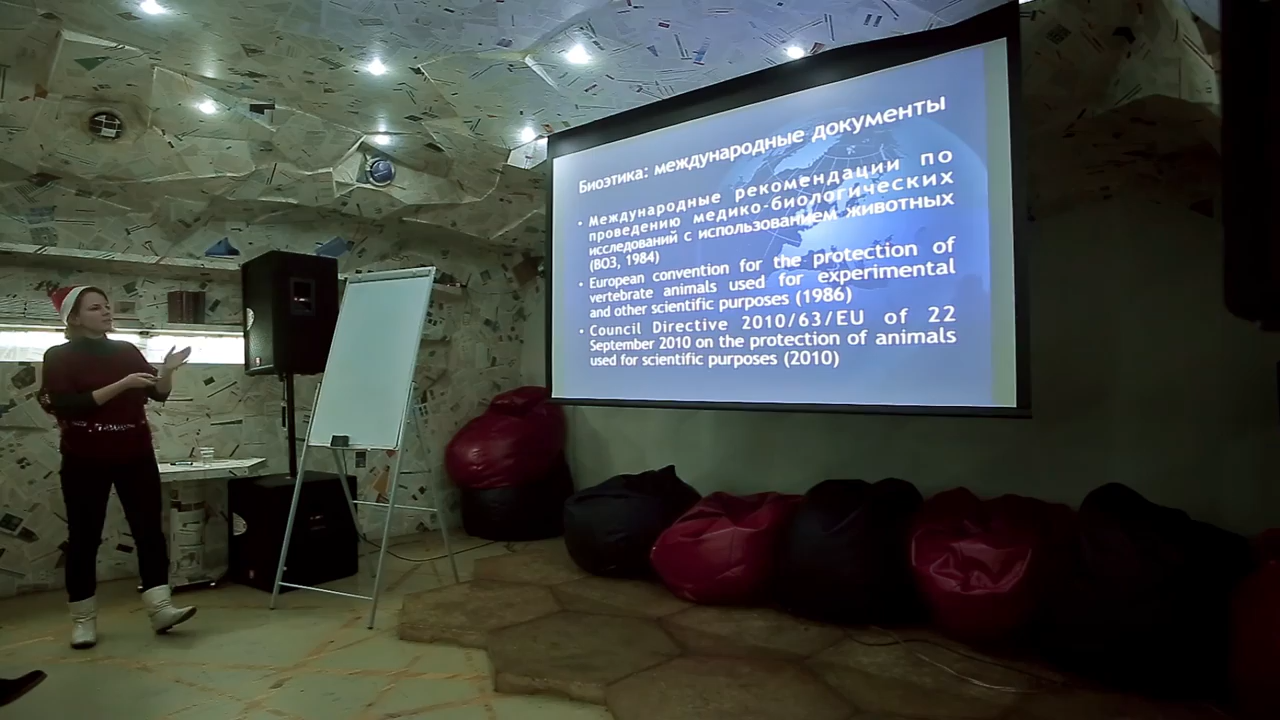 Биоэтика: международные документы
• Международные рекомендации по
проведению медико-биологических
исследований с использованием животных
(ВОЗ, 1984)
• European convention for the protection of
vertebrate animals used for experimental
and other scientific purposes (1986)
• Council Directive 2010/63/EU of 22
September 2010 on the protection of animals
used for scientific purposes (2010)